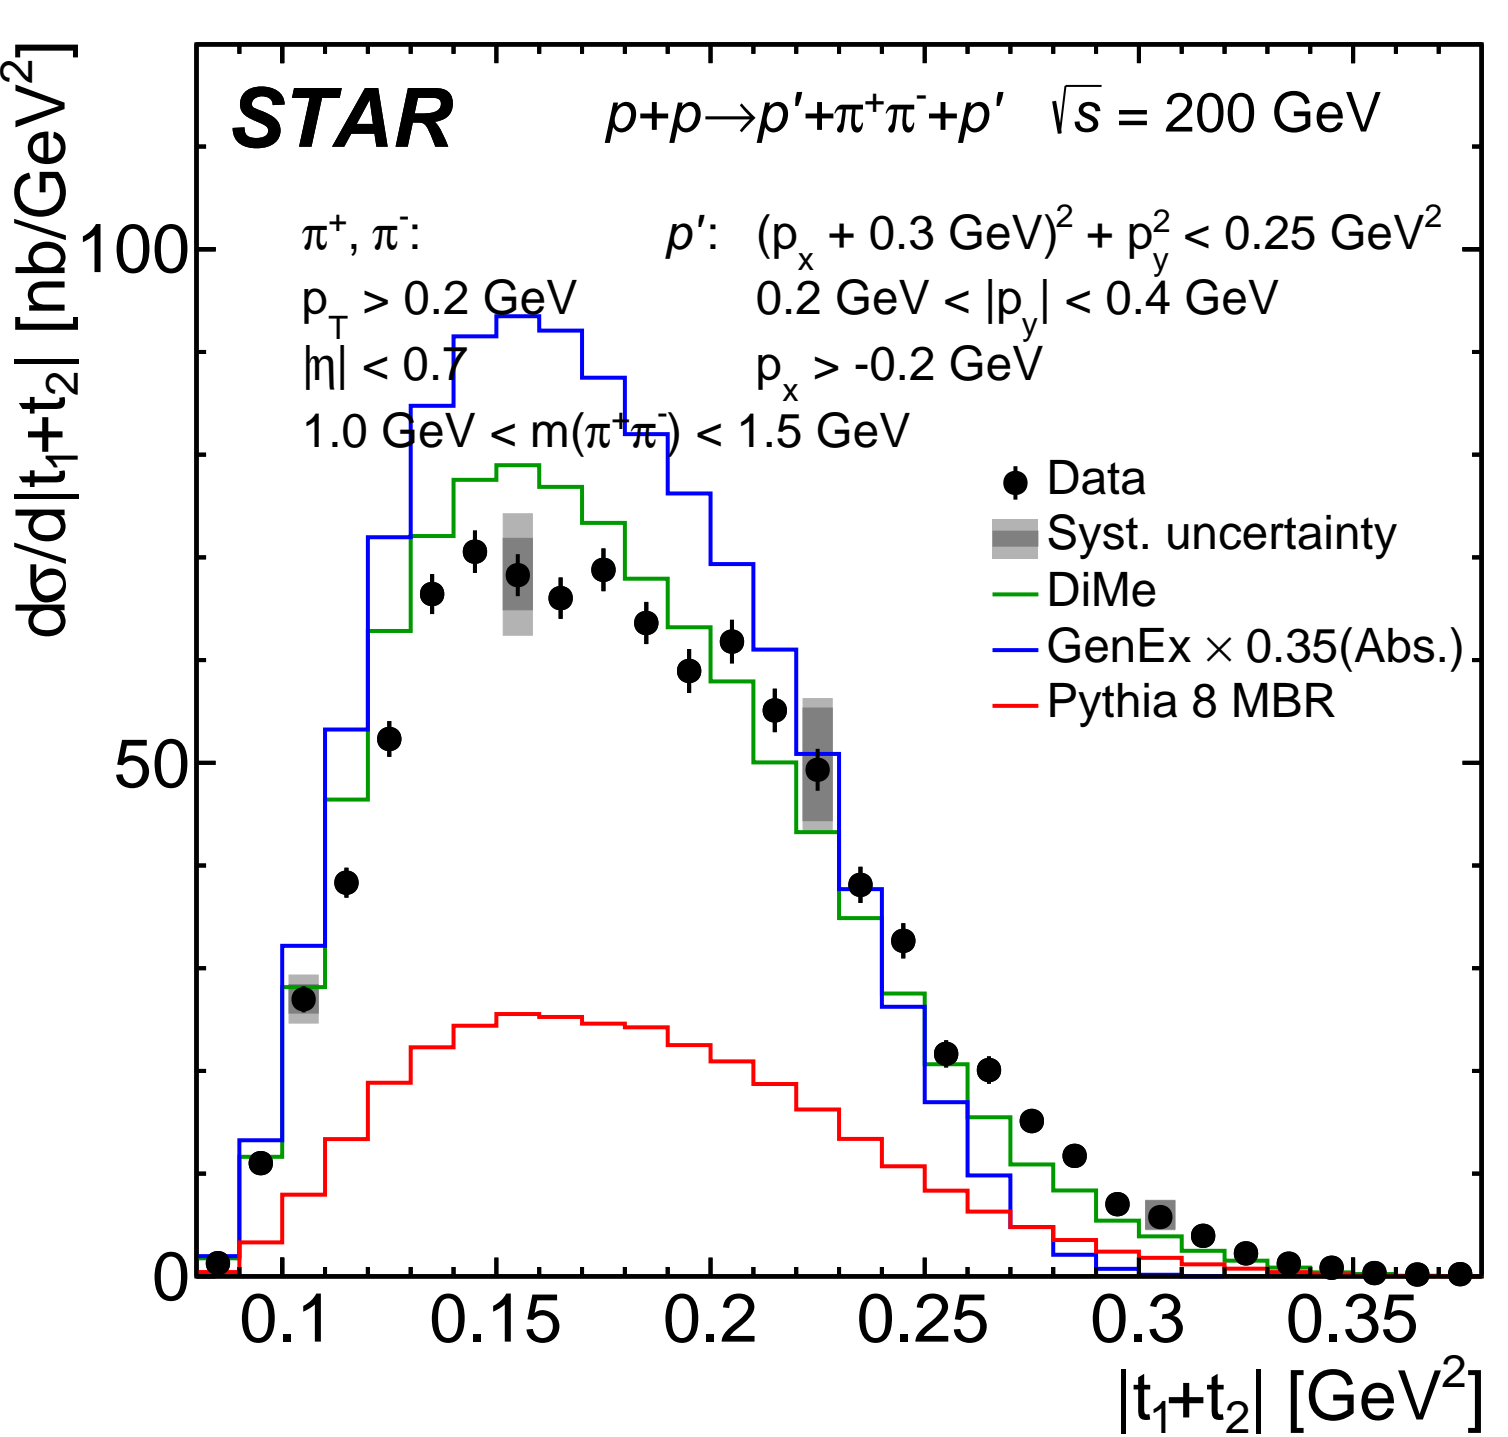 STAR p+p→p′+π⁺π⁻+p′ √s = 200 GeV
π⁺, π⁻: p′: (pₓ + 0.3 GeV)² + p_y² < 0.25 GeV²
p_T > 0.2 GeV 0.2 GeV < |p_y| < 0.4 GeV
|η| < 0.7 pₓ > -0.2 GeV
1.0 GeV < m(π⁺π⁻) < 1.5 GeV
Data
Syst. uncertainty
DiMe
GenEx × 0.35(Abs.)
Pythia 8 MBR
dσ/d|t₁+t₂| [nb/GeV²]
100
50
0
0.1 0.15 0.2 0.25 0.3 0.35
|t₁+t₂| [GeV²]